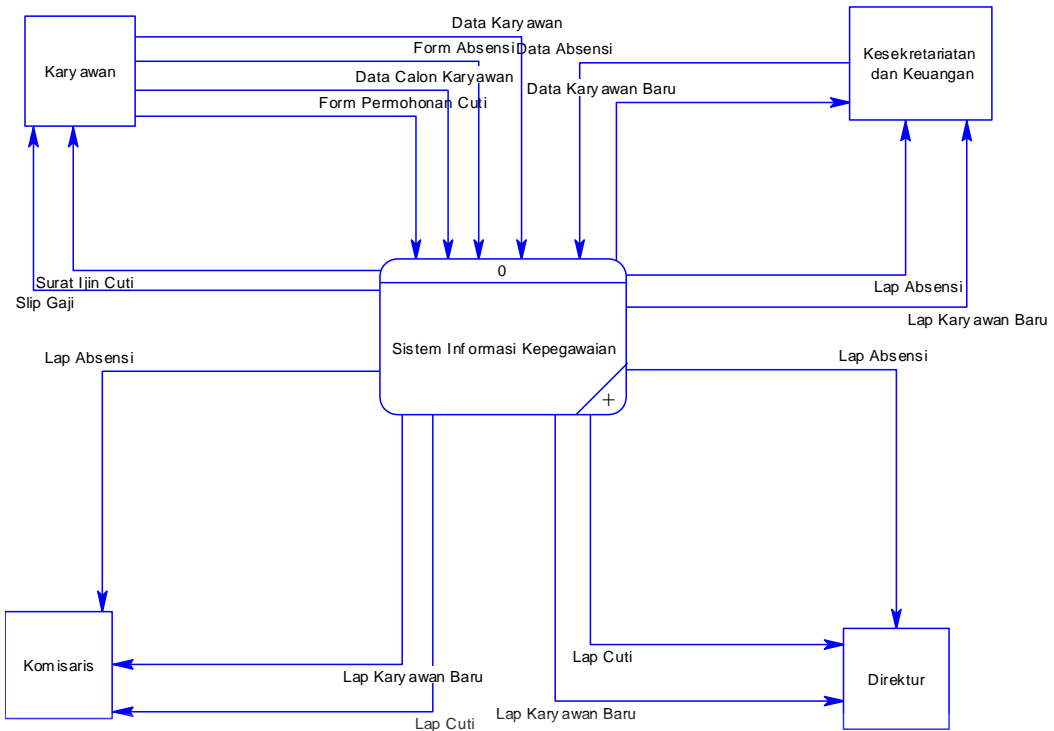 Data Karyawan
Form Absensi
Data Absensi
Karyawan
Kesekretariatan
dan Keuangan
Data Calon Karyawan
Data Karyawan Baru
Form Permohonan Cuti
0
Surat Ijin Cuti
Slip Gaji
Lap Absensi
Lap Karyawan Baru
Sistem Informasi Kepegawaian
Lap Absensi
Lap Absensi
+
Komisaris
Lap Karyawan Baru
Lap Cuti
Lap Cuti
Lap Karyawan Baru
Direktur